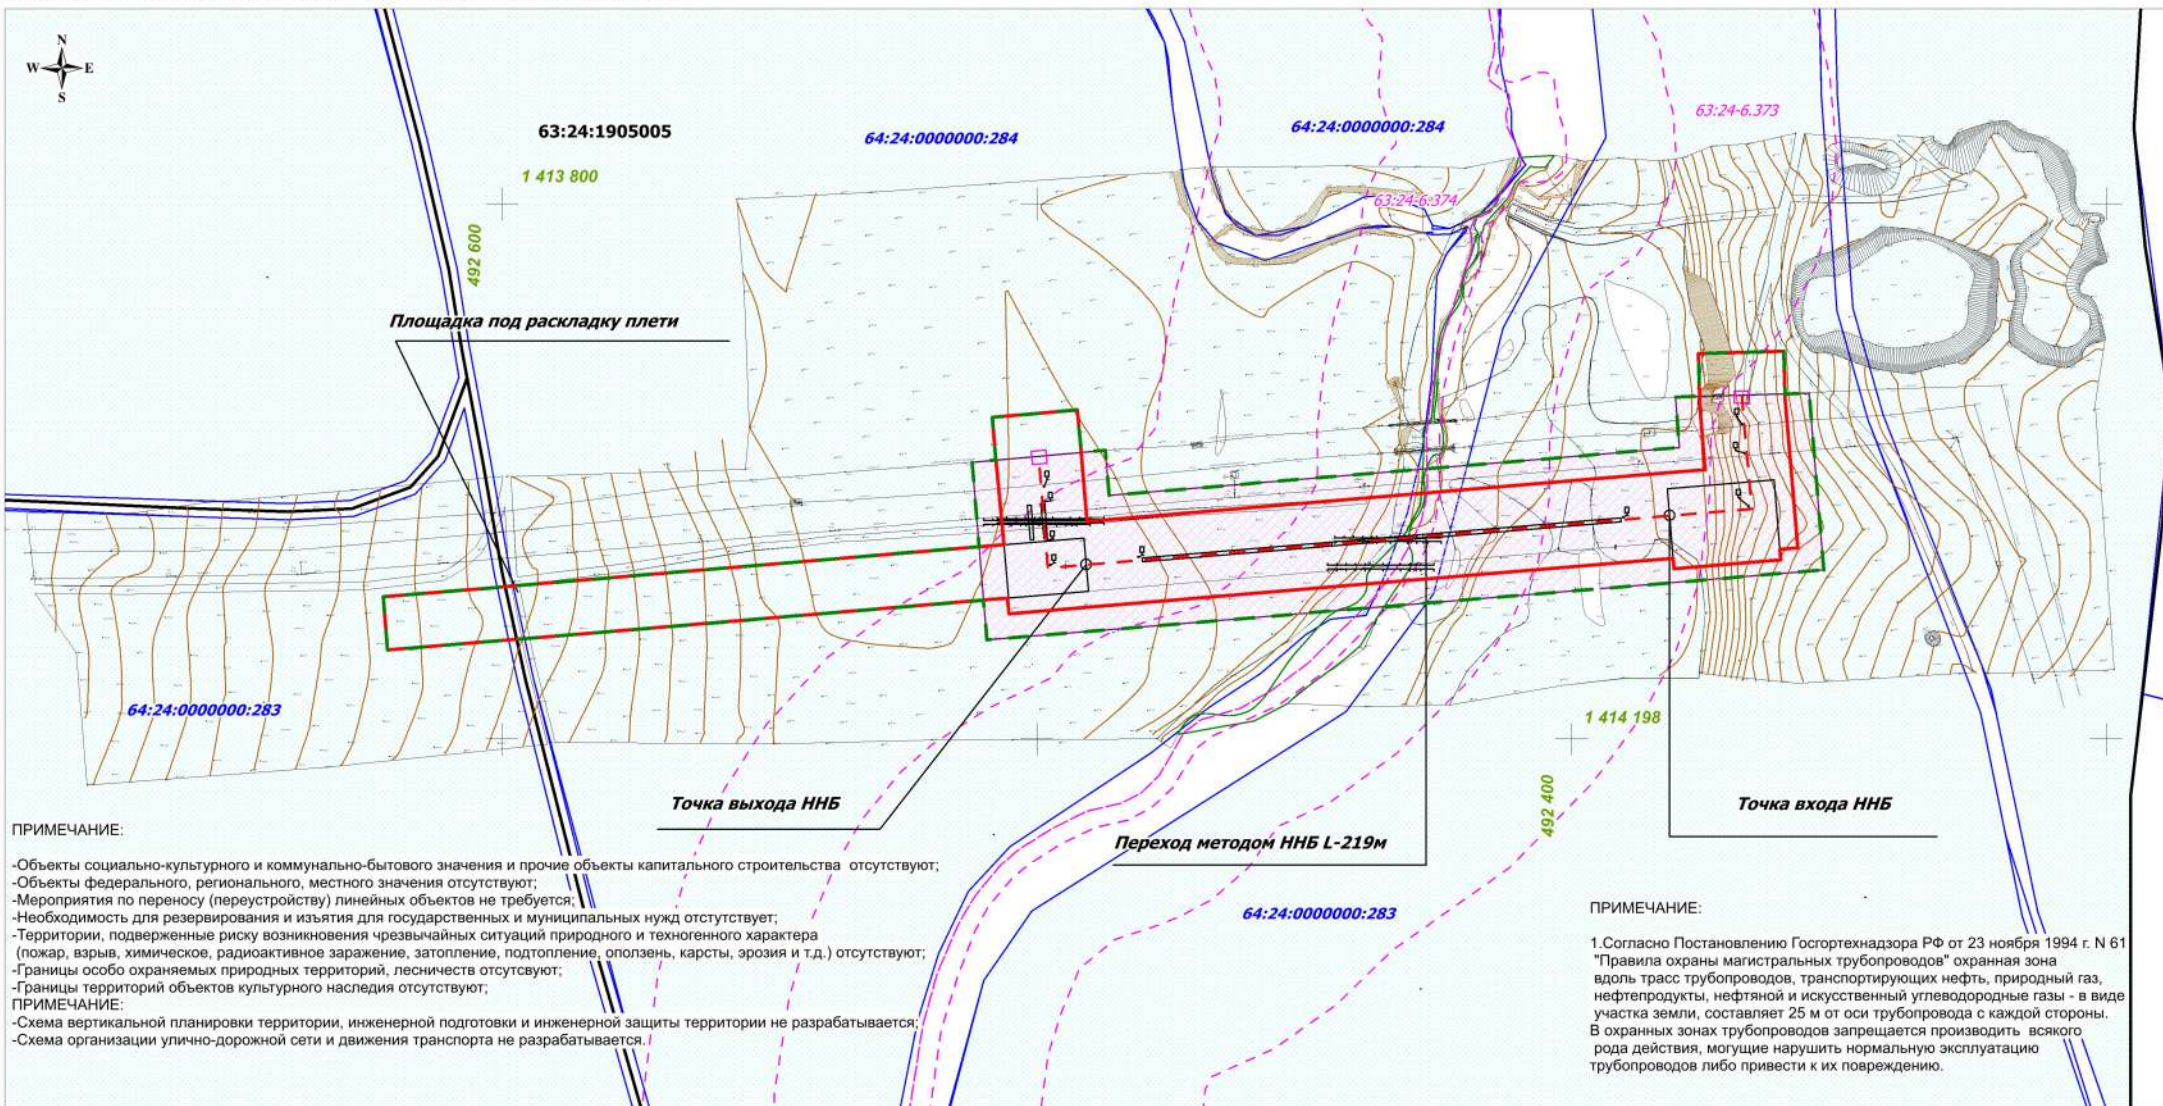 N
W E
S
63:24:1905005
64:24:0000000:284
64:24:0000000:284
63:24-6.373
1 413 800
63:24-6.374
492 600
Площадка под раскладку плети
64:24:0000000:283
1 414 198
492 400
Точка выхода ННБ
Точка входа ННБ
Переход методом ННБ L-219м
64:24:0000000:283
ПРИМЕЧАНИЕ:
-Объекты социально-культурного и коммунально-бытового значения и прочие объекты капитального строительства отсутствуют;
-Объекты федерального, регионального, местного значения отсутствуют;
-Мероприятия по переносу (переустройству) линейных объектов не требуется;
-Необходимость для резервирования и изъятия для государственных и муниципальных нужд отстутствует;
-Территории, подверженные риску возникновения чрезвычайных ситуаций природного и техногенного характера
(пожар, взрыв, химическое, радиоактивное заражение, затопление, подтопление, оползень, карсты, эрозия и т.д.) отсутствуют;
-Границы особо охраняемых природных территорий, лесничеств отсутсвуют;
-Границы территорий объектов культурного наследия отсутствуют;
ПРИМЕЧАНИЕ:
-Схема вертикальной планировки территории, инженерной подготовки и инженерной защиты территории не разрабатывается;
-Схема организации улично-дорожной сети и движения транспорта не разрабатывается.
ПРИМЕЧАНИЕ:
1.Согласно Постановлению Госгортехнадзора РФ от 23 ноября 1994 г. N 61
"Правила охраны магистральных трубопроводов" охранная зона
вдоль трасс трубопроводов, транспортирующих нефть, природный газ,
нефтепродукты, нефтяной и искусственный углеводородные газы - в виде
участка земли, составляет 25 м от оси трубопровода с каждой стороны.
В охранных зонах трубопроводов запрещается производить всякого
рода действия, могущие нарушить нормальную эксплуатацию
трубопроводов либо привести к их повреждению.